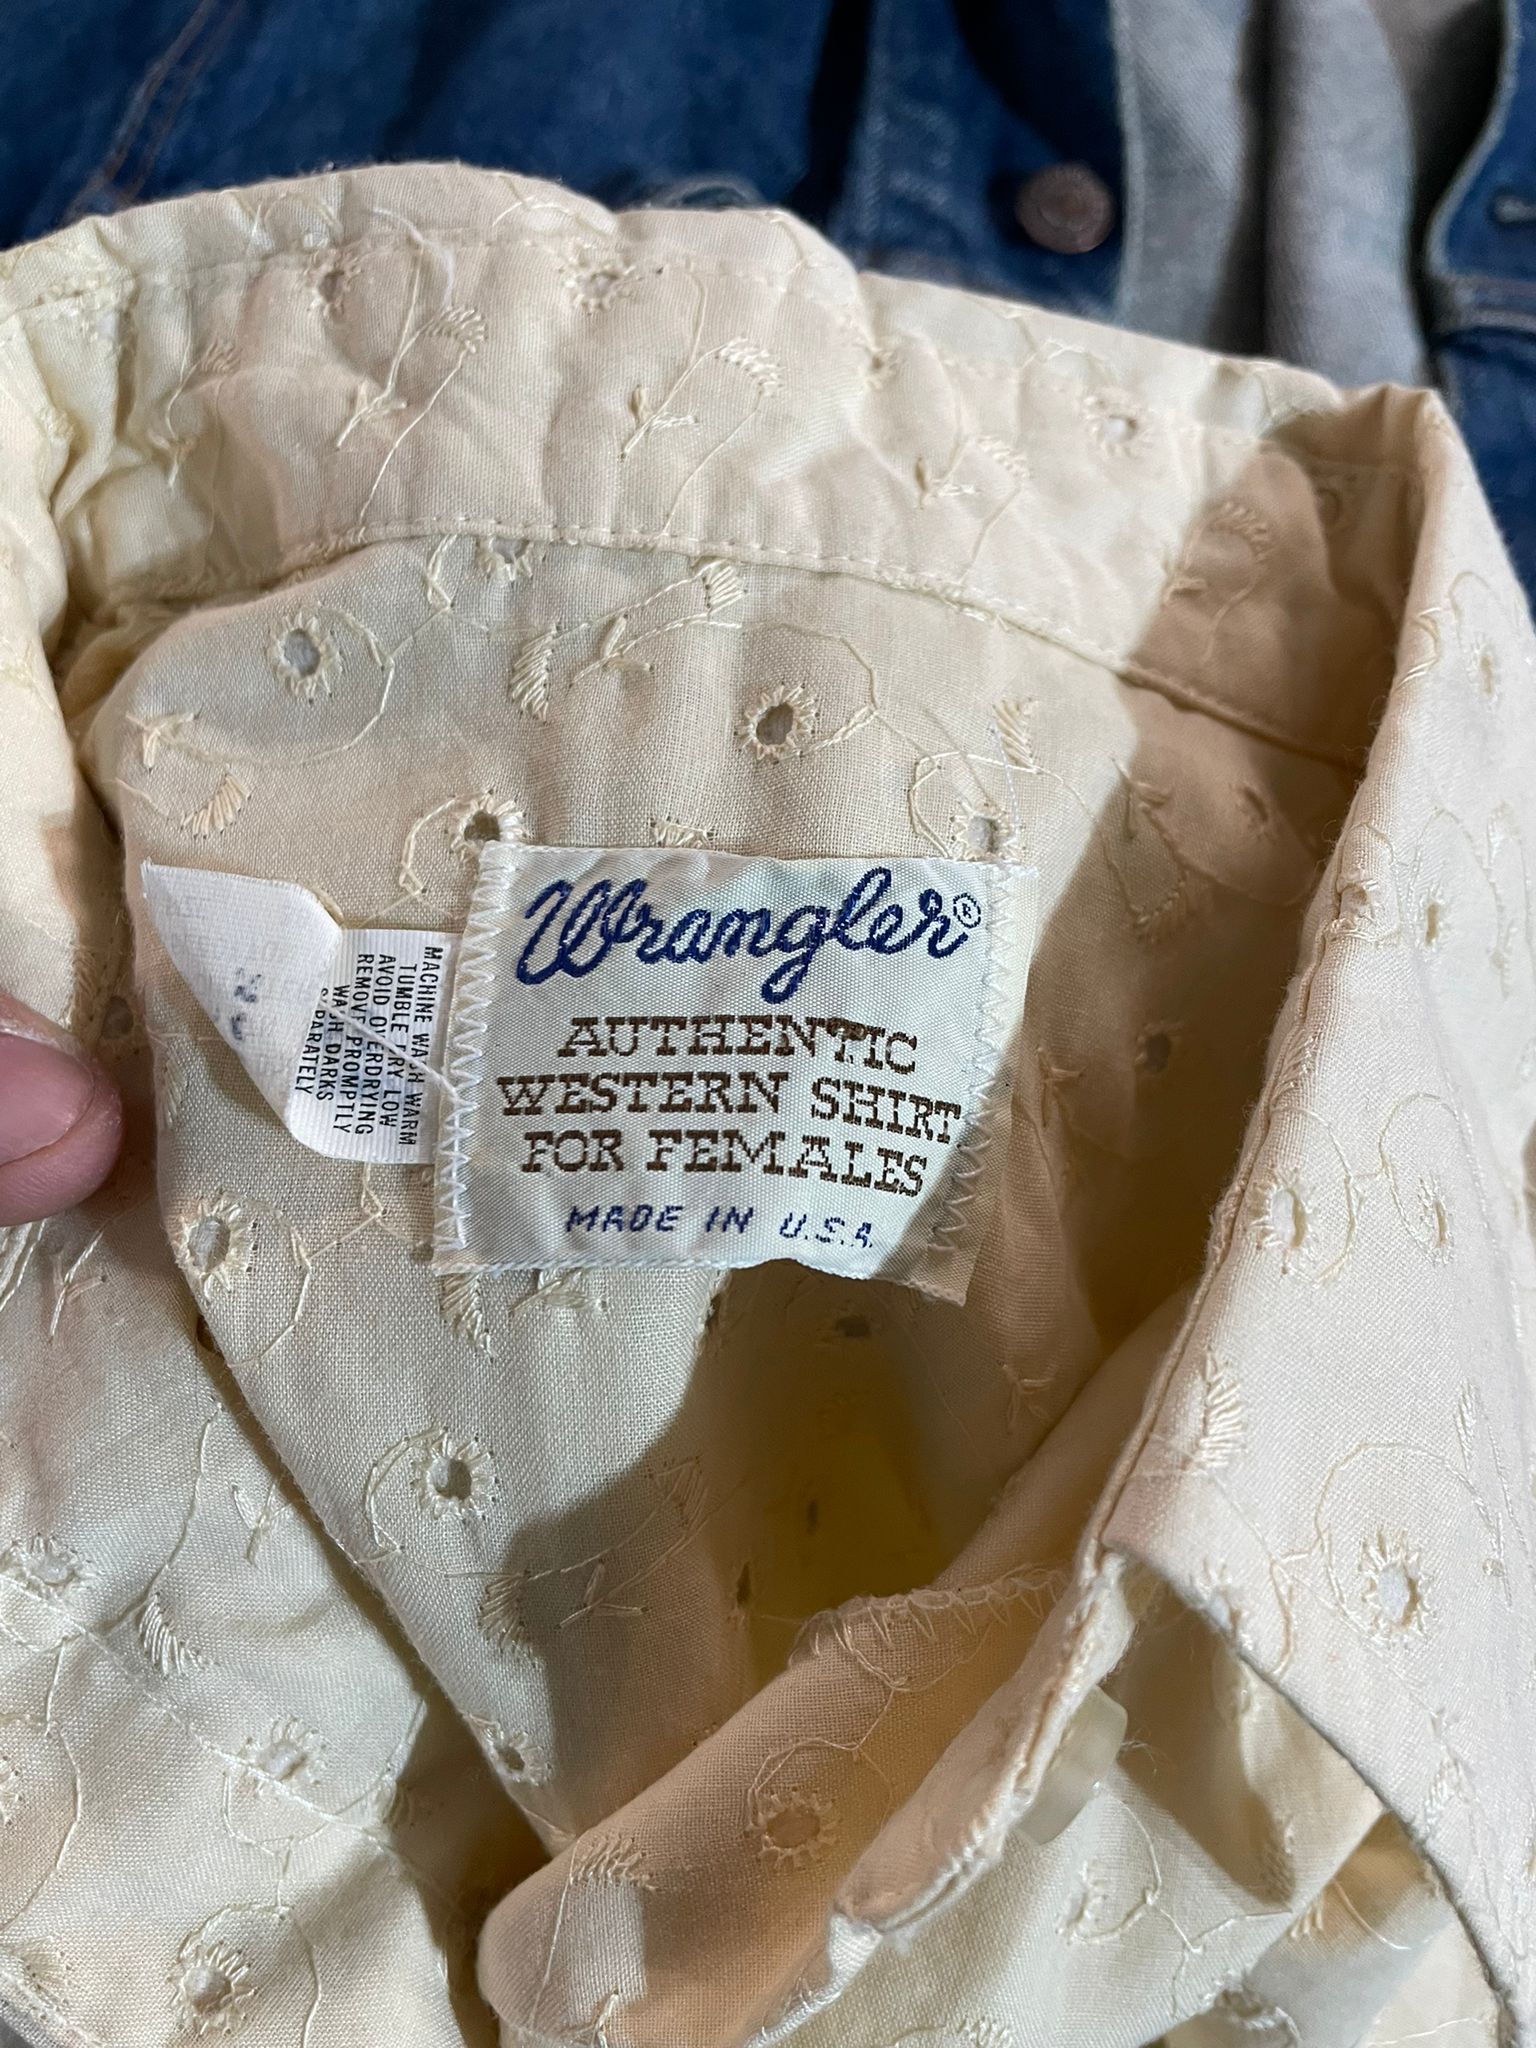 Wrangler®
AUTHENTIC
WESTERN SHIRT
FOR FEMALES
MADE IN U.S.A.
MACHINE WASH WARM
TUMBLE DRY LOW
AVOID OVERDRYING
REMOVE PROMPTLY
WASH DARKS
SEPARATELY